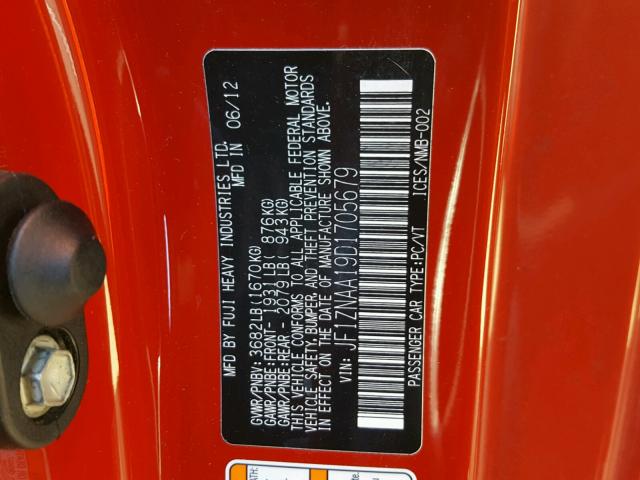 MFD BY FUJI HEAVY INDUSTRIES LTD.
MFD IN 06/12
GVWR/PNBV: 3682LB(1670KG)
GAWR/PNBE:FRONT- 1931LB( 876KG)
GAWR/PNBE:REAR - 2079LB( 943KG)
THIS VEHICLE CONFORMS TO ALL APPLICABLE FEDERAL MOTOR
VEHICLE SAFETY,BUMPER, AND THEFT PREVENTION STANDARDS
IN EFFECT ON THE DATE OF MANUFACTURE SHOWN ABOVE.
VIN: JF1ZNAA19D1705679
PASSENGER CAR TYPE:PC/VT ICES/NMB-002